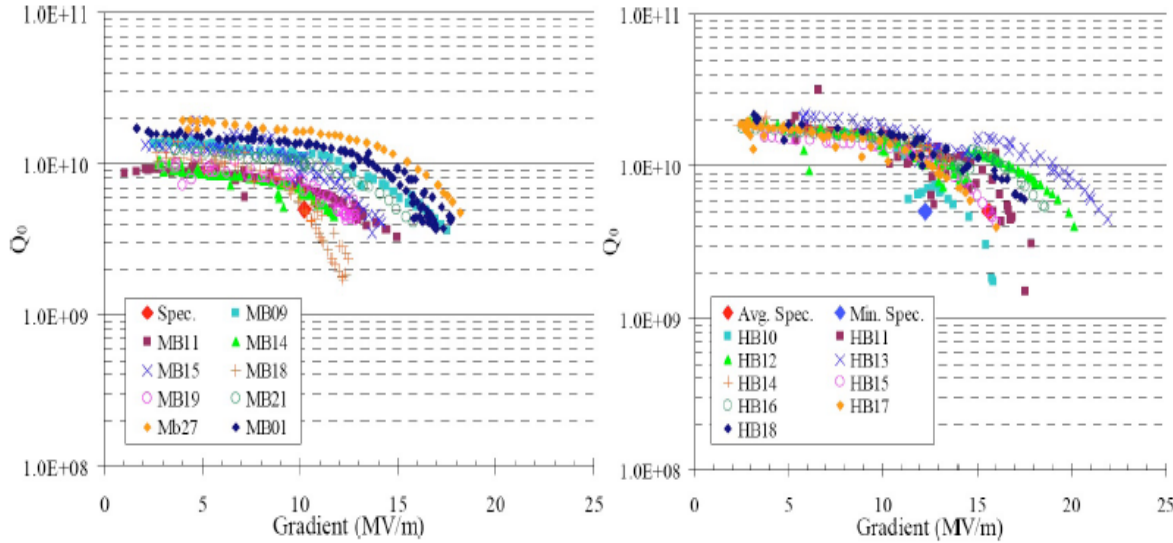 1.0E+11
1.0E+10
1.0E+09
1.0E+08
Q₀
0 5 10 15 20 25
Gradient (MV/m)
Spec. MB09
MB11 MB14
MB15 MB18
MB19 MB21
Mb27 MB01
1.0E+11
1.0E+10
1.0E+09
1.0E+08
Q₀
0 5 10 15 20 25
Gradient (MV/m)
Avg. Spec. Min. Spec.
HB10 HB11
HB12 HB13
HB14 HB15
HB16 HB17
HB18